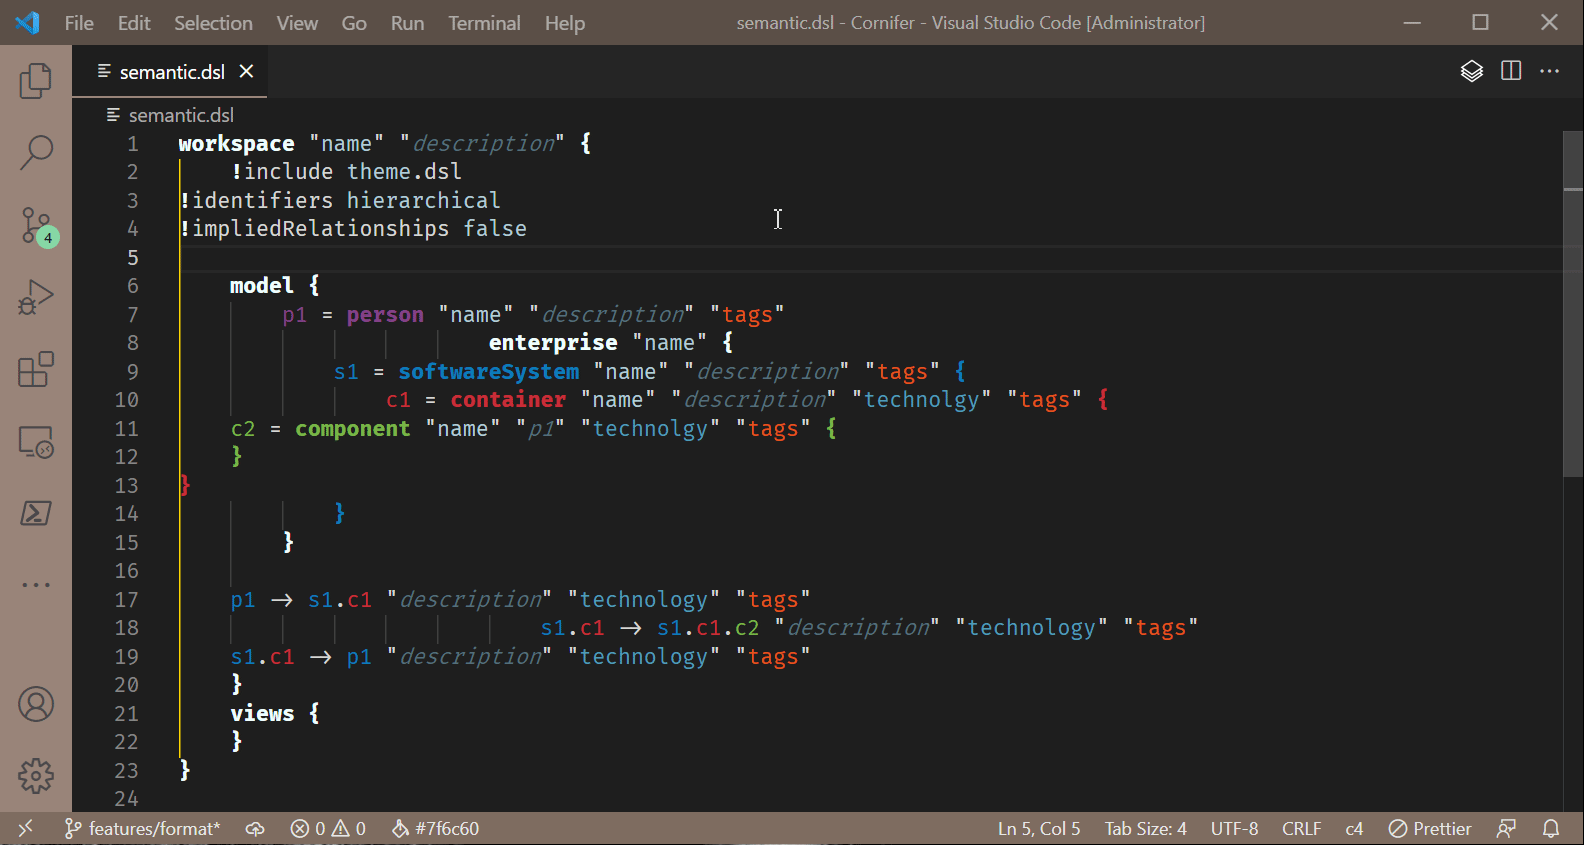 File Edit Selection View Go Run Terminal Help semantic.dsl - Cornifer - Visual Studio Code [Administrator]
semantic.dsl
semantic.dsl
1 workspace "name" "description" {
2 !include theme.dsl
3 !identifiers hierarchical
4 !impliedRelationships false
5
6 model {
7 p1 = person "name" "description" "tags"
8 enterprise "name" {
9 s1 = softwareSystem "name" "description" "tags" {
10 c1 = container "name" "description" "technolgy" "tags" {
11 c2 = component "name" "p1" "technolgy" "tags" {
12 }
13 }
14 }
15 }
16
17 p1 → s1.c1 "description" "technology" "tags"
18 s1.c1 → s1.c1.c2 "description" "technology" "tags"
19 s1.c1 → p1 "description" "technology" "tags"
20 }
21 views {
22 }
23 }
24
4
features/format* 0 0 #7f6c60 Ln 5, Col 5 Tab Size: 4 UTF-8 CRLF c4 Prettier